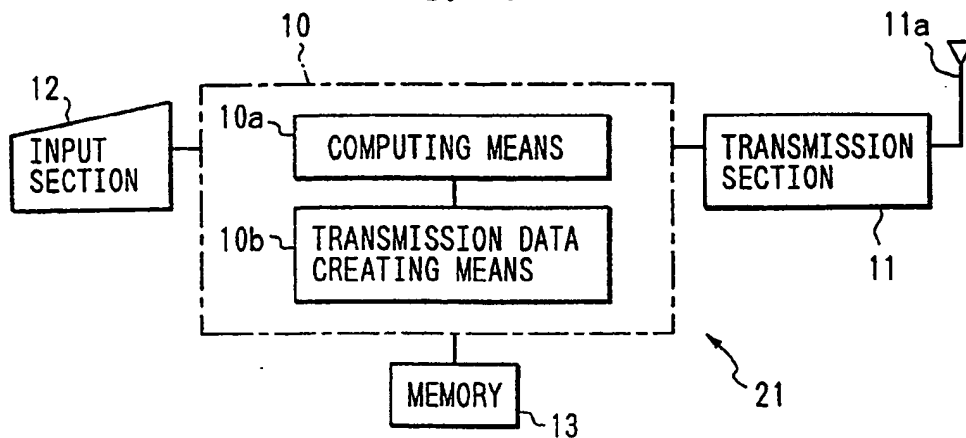 10
11a
12
INPUT
SECTION
10a
COMPUTING MEANS
10b
TRANSMISSION DATA
CREATING MEANS
TRANSMISSION
SECTION
11
MEMORY
13
21